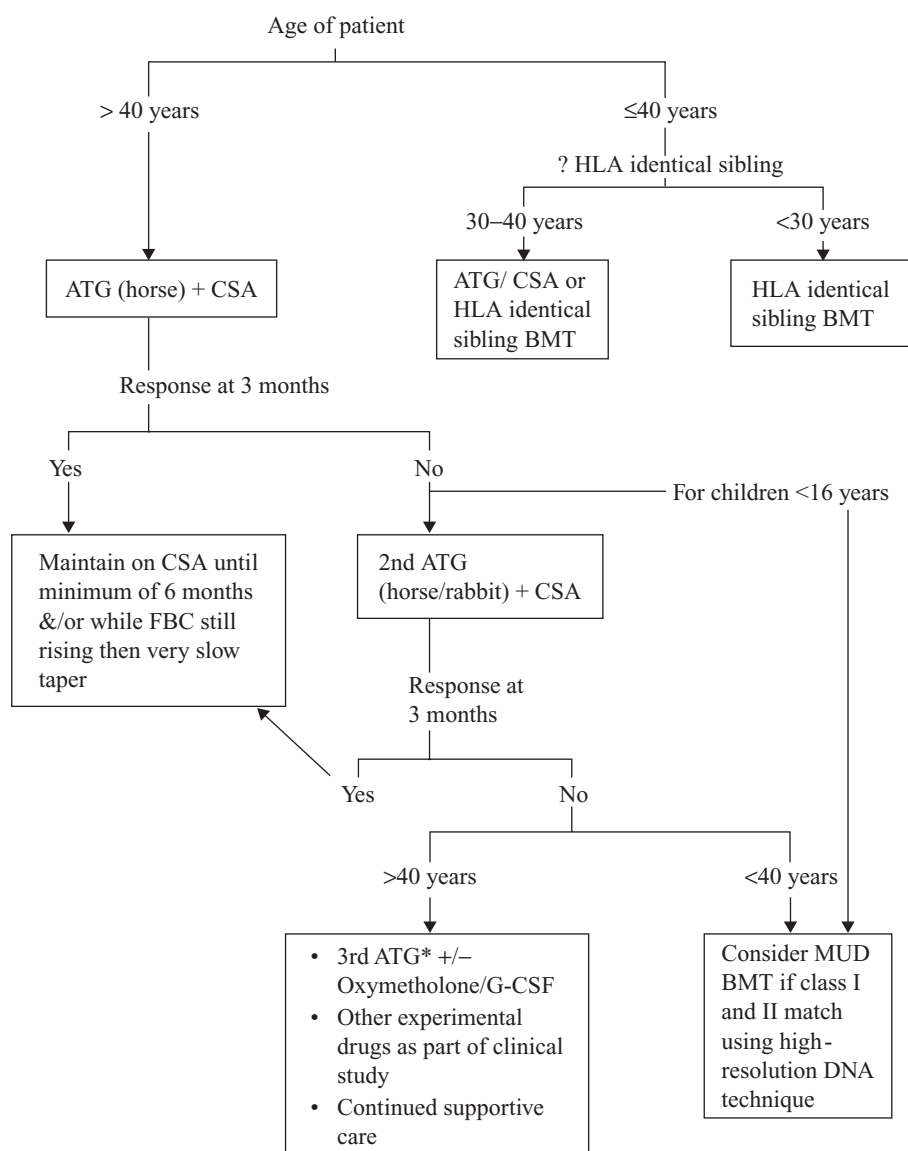 Age of patient
> 40 years
≤40 years
? HLA identical sibling
30–40 years
<30 years
ATG (horse) + CSA
ATG/ CSA or
HLA identical
sibling BMT
HLA identical
sibling BMT
Response at 3 months
Yes
No
For children <16 years
Maintain on CSA until
minimum of 6 months
&/or while FBC still
rising then very slow
taper
2nd ATG
(horse/rabbit) + CSA
Response at
3 months
Yes
No
>40 years
<40 years
• 3rd ATG* +/–
Oxymetholone/G-CSF
• Other experimental
drugs as part of clinical
study
• Continued supportive
care
Consider MUD
BMT if class I
and II match
using high-
resolution DNA
technique